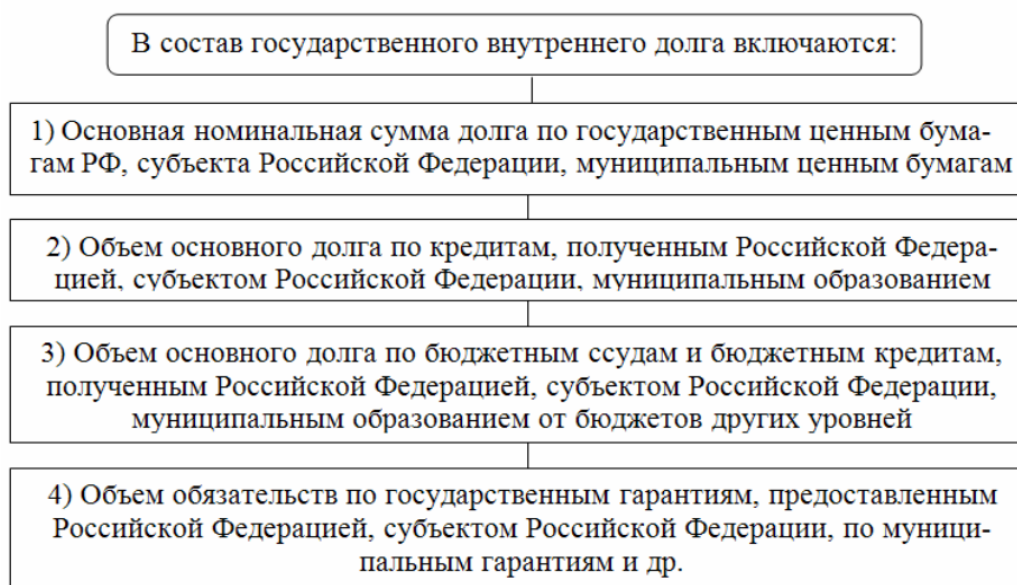 В состав государственного внутреннего долга включаются:
1) Основная номинальная сумма долга по государственным ценным бума-
гам РФ, субъекта Российской Федерации, муниципальным ценным бумагам
2) Объем основного долга по кредитам, полученным Российской Федера-
цией, субъектом Российской Федерации, муниципальным образованием
3) Объем основного долга по бюджетным ссудам и бюджетным кредитам,
полученным Российской Федерацией, субъектом Российской Федерации,
муниципальным образованием от бюджетов других уровней
4) Объем обязательств по государственным гарантиям, предоставленным
Российской Федерацией, субъектом Российской Федерации, по муници-
пальным гарантиям и др.